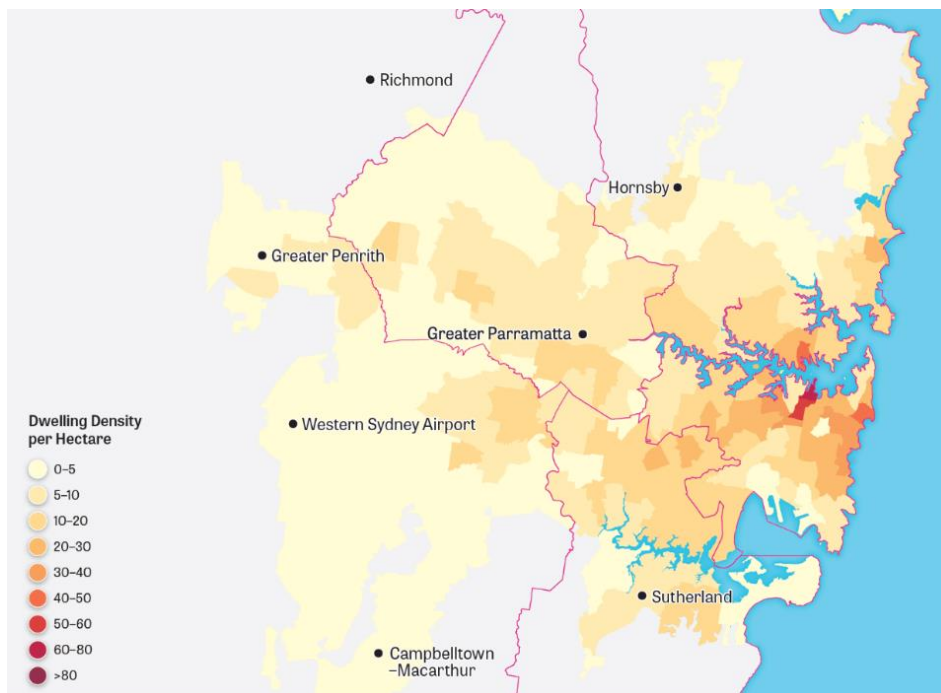 Richmond
Hornsby
Greater Penrith
Greater Parramatta
Western Sydney Airport
Sutherland
Campbelltown
–Macarthur
Dwelling Density
per Hectare
0–5
5–10
10–20
20–30
30–40
40–50
50–60
60–80
>80